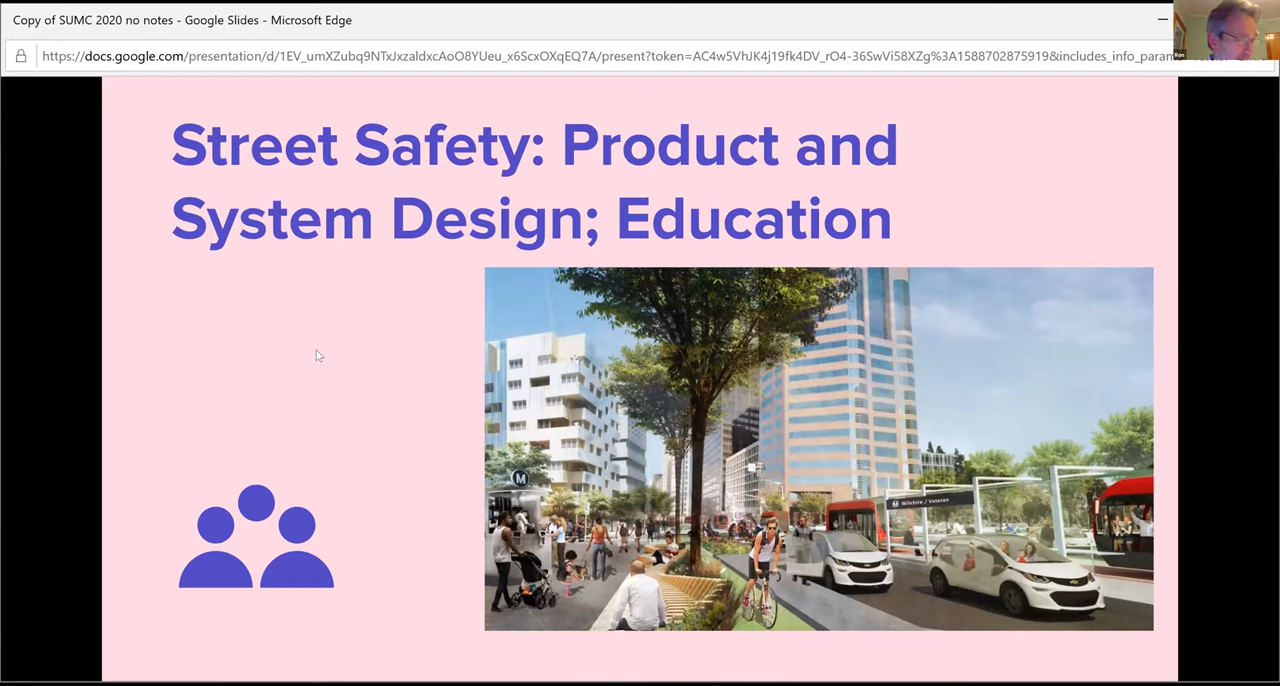 Copy of SUMC 2020 no notes - Google Slides - Microsoft Edge
https://docs.google.com/presentation/d/1EV_umXZubq9NTxJxzaldxcAoO8YUeu_x6ScxOXqEQ7A/present?token=AC4w5VhJK4j19fk4DV_rO4-36SwVi58XZg%3A1588702875919&includes_info_param
Ron
Street Safety: Product and
System Design; Education
M
Wilshire / Veteran